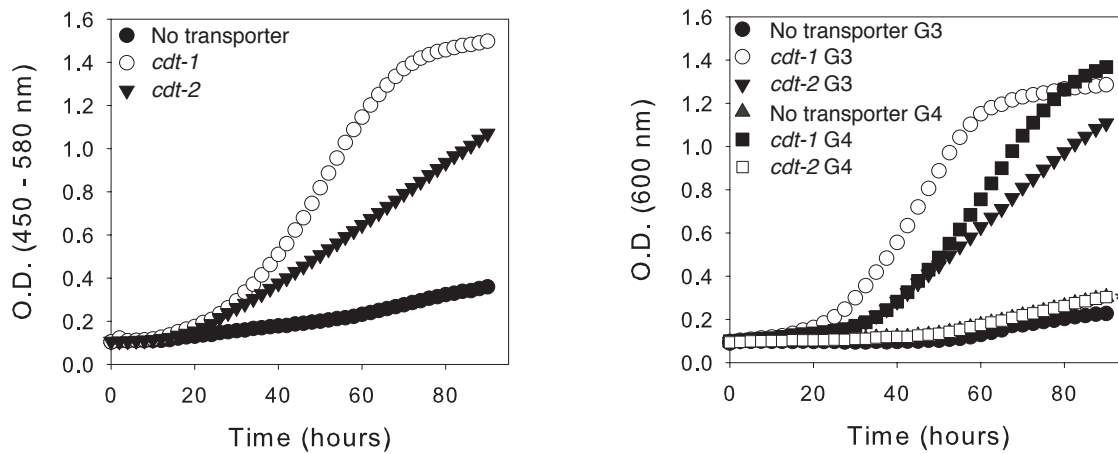 O.D. (450 - 580 nm)
1.6
1.4
1.2
1.0
0.8
0.6
0.4
0.2
0.0
No transporter
cdt-1
cdt-2
0
20
40
60
80
Time (hours)
O.D. (600 nm)
1.6
1.4
1.2
1.0
0.8
0.6
0.4
0.2
0.0
No transporter G3
cdt-1 G3
cdt-2 G3
No transporter G4
cdt-1 G4
cdt-2 G4
0
20
40
60
80
Time (hours)